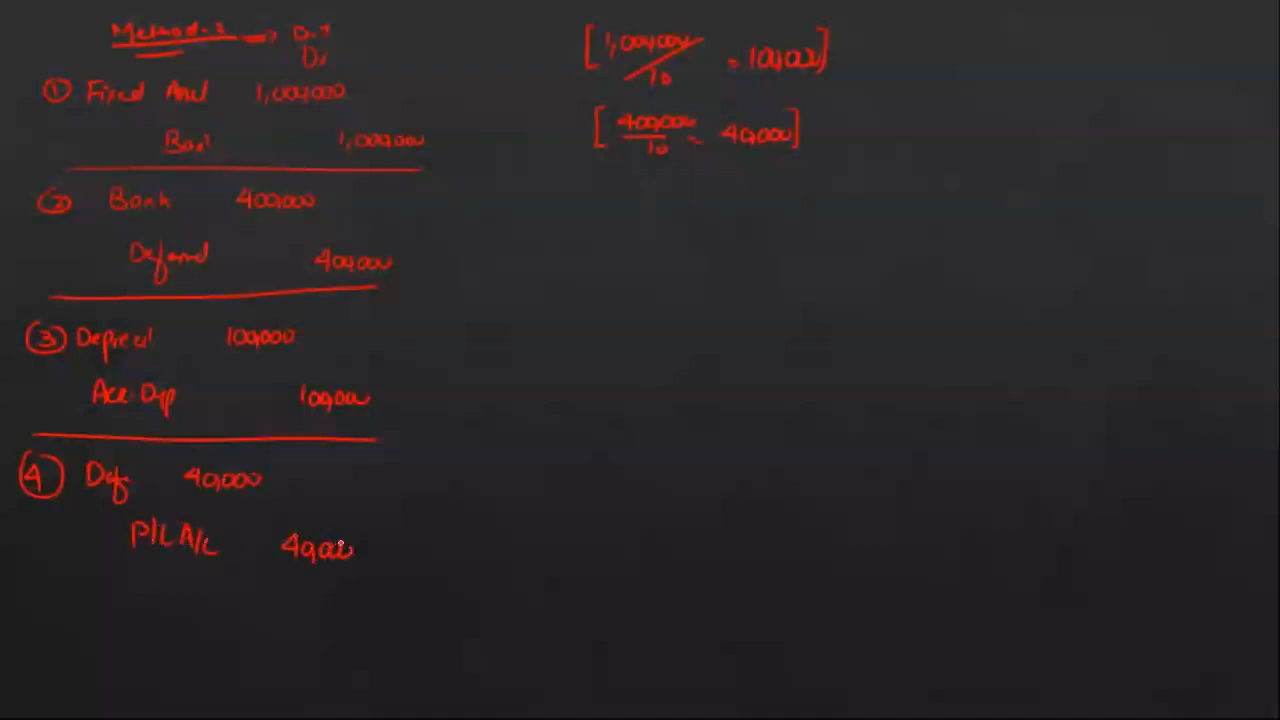 Method-2 => D.T
Dr
① Fixed Asset 1,000,000
Bank 1,000,000
② Bank 400,000
Deferred 400,000
③ Depreciat 100,000
Acc. Dep 100,000
④ Def 40,000
P/L A/C 40,000
[1,000,000/10 = 100,000]
[400,000/10 = 40,000]